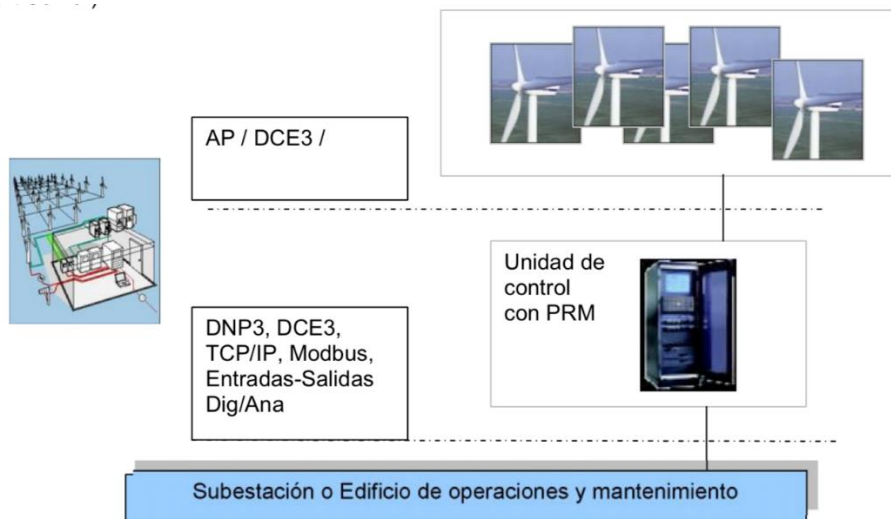 AP / DCE3 /
Unidad de
control
con PRM
DNP3, DCE3,
TCP/IP, Modbus,
Entradas-Salidas
Dig/Ana
Subestación o Edificio de operaciones y mantenimiento